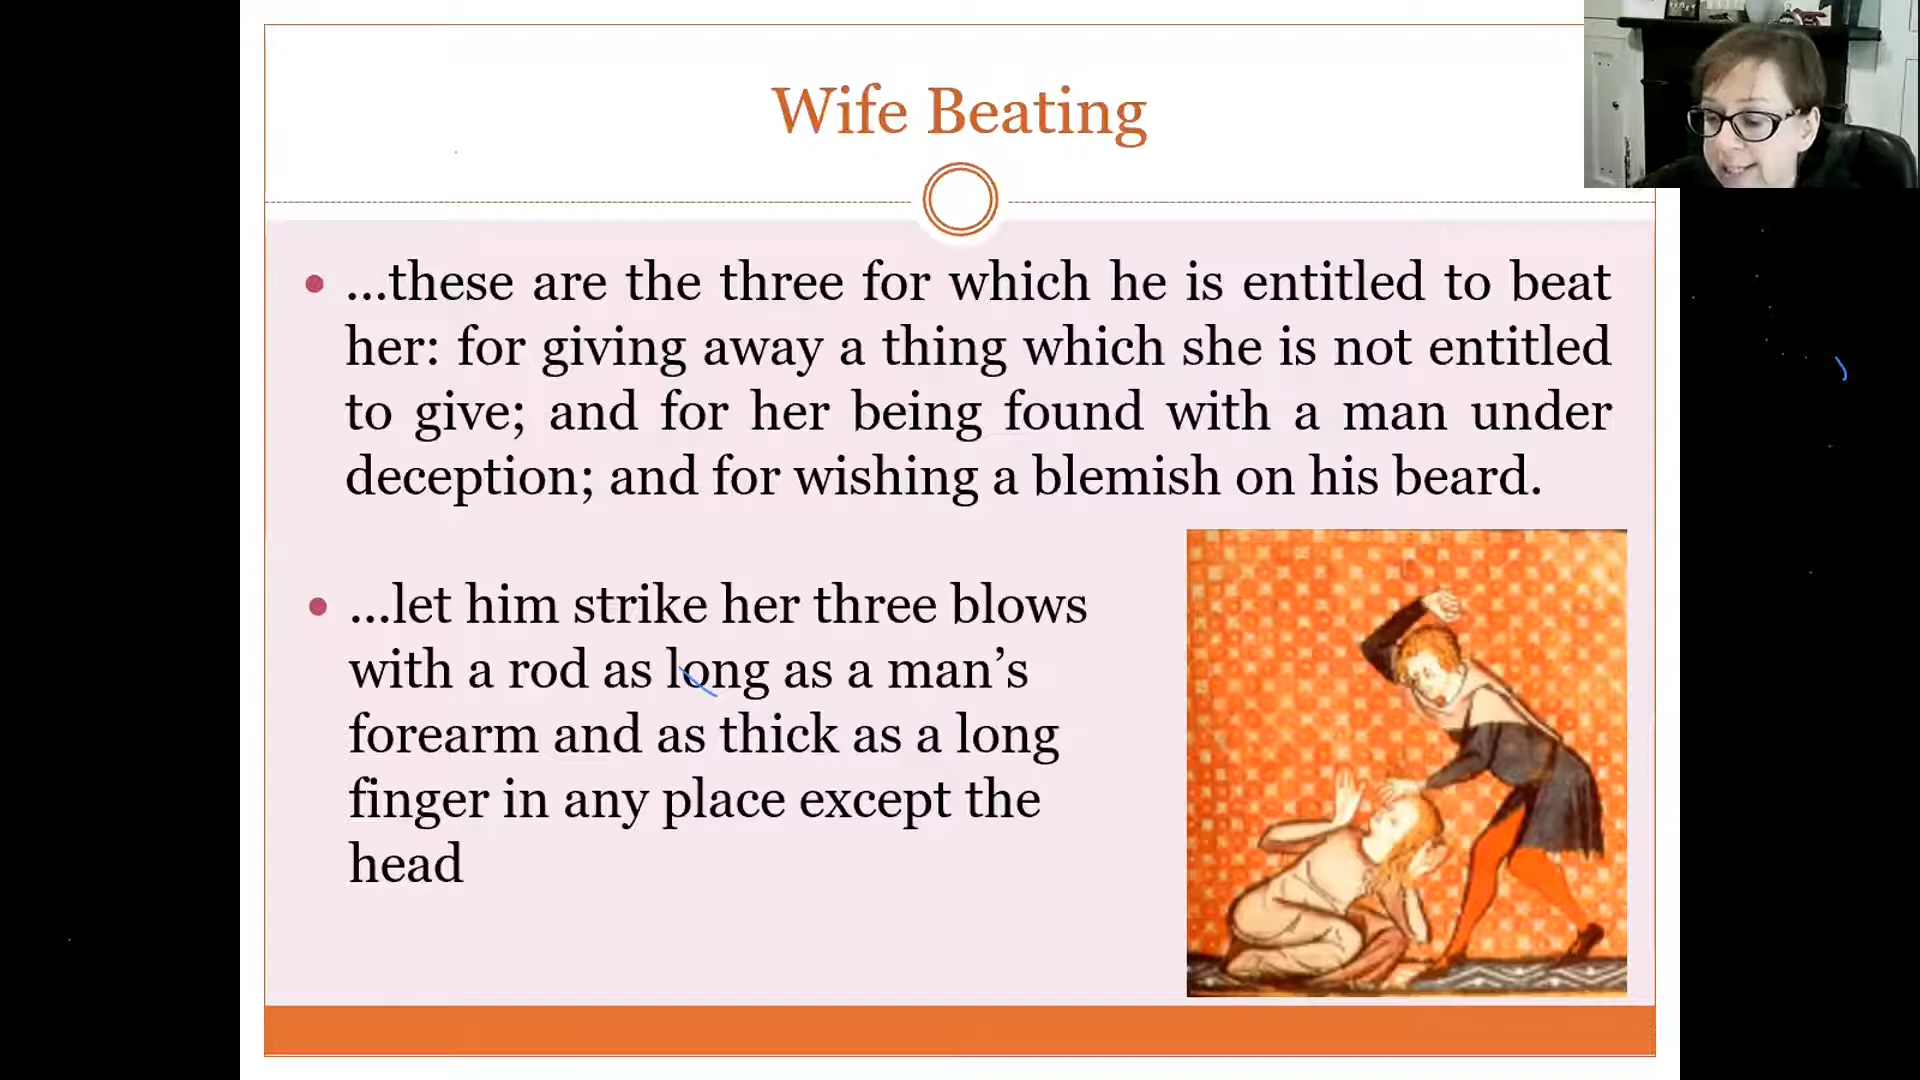 Wife Beating
...these are the three for which he is entitled to beat
her: for giving away a thing which she is not entitled
to give; and for her being found with a man under
deception; and for wishing a blemish on his beard.
...let him strike her three blows
with a rod as long as a man’s
forearm and as thick as a long
finger in any place except the
head